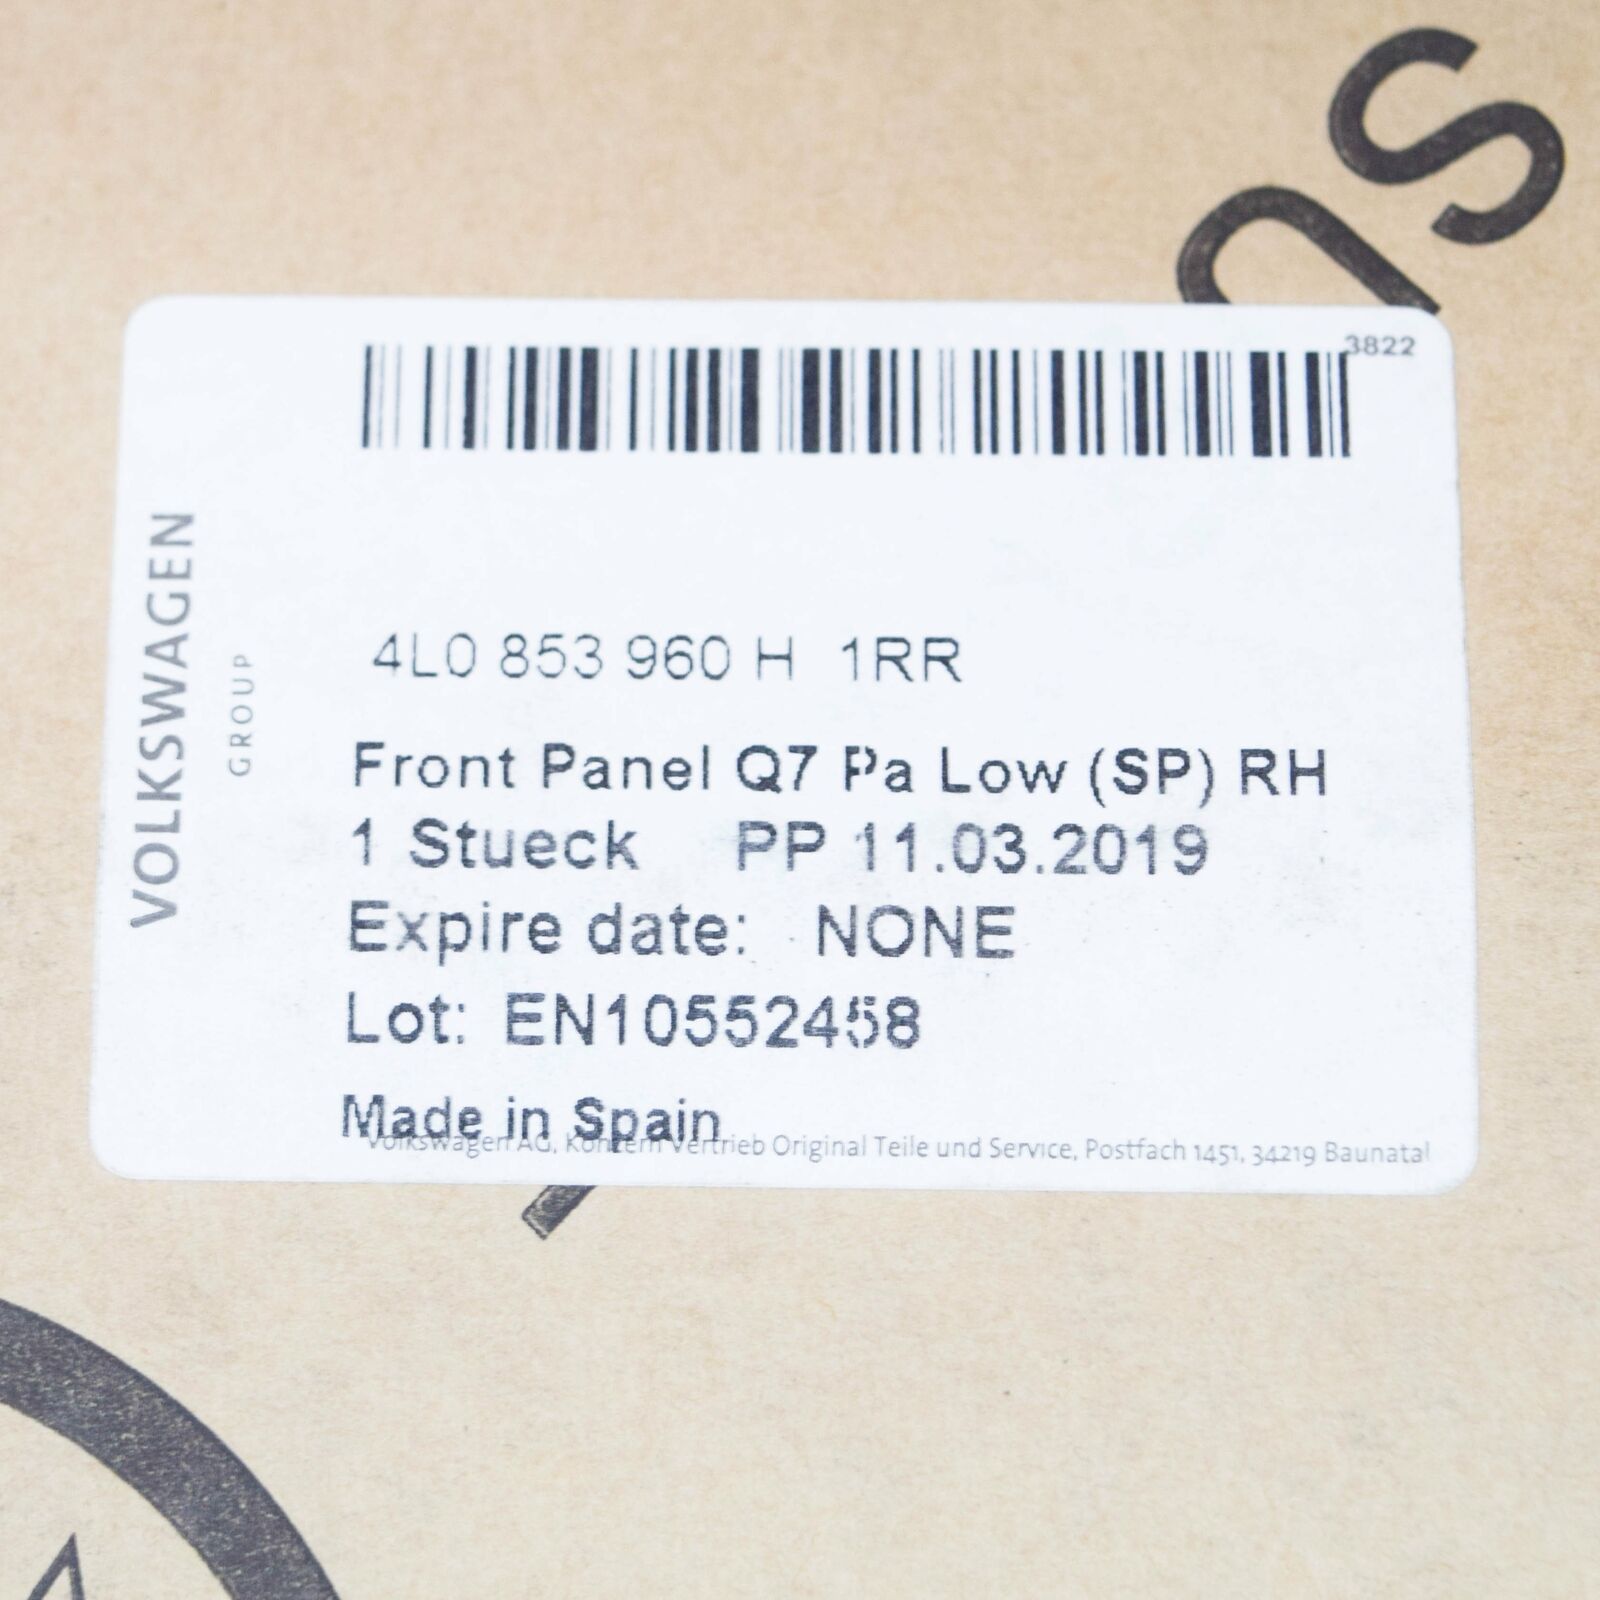 ns
3822
VOLKSWAGEN
GROUP
4L0 853 960 H 1RR
Front Panel Q7 Pa Low (SP) RH
1 Stueck PP 11.03.2019
Expire date: NONE
Lot: EN10552458
Made in Spain
Volkswagen AG, Konzern Vertrieb Original Teile und Service, Postfach 1451, 34219 Baunatal